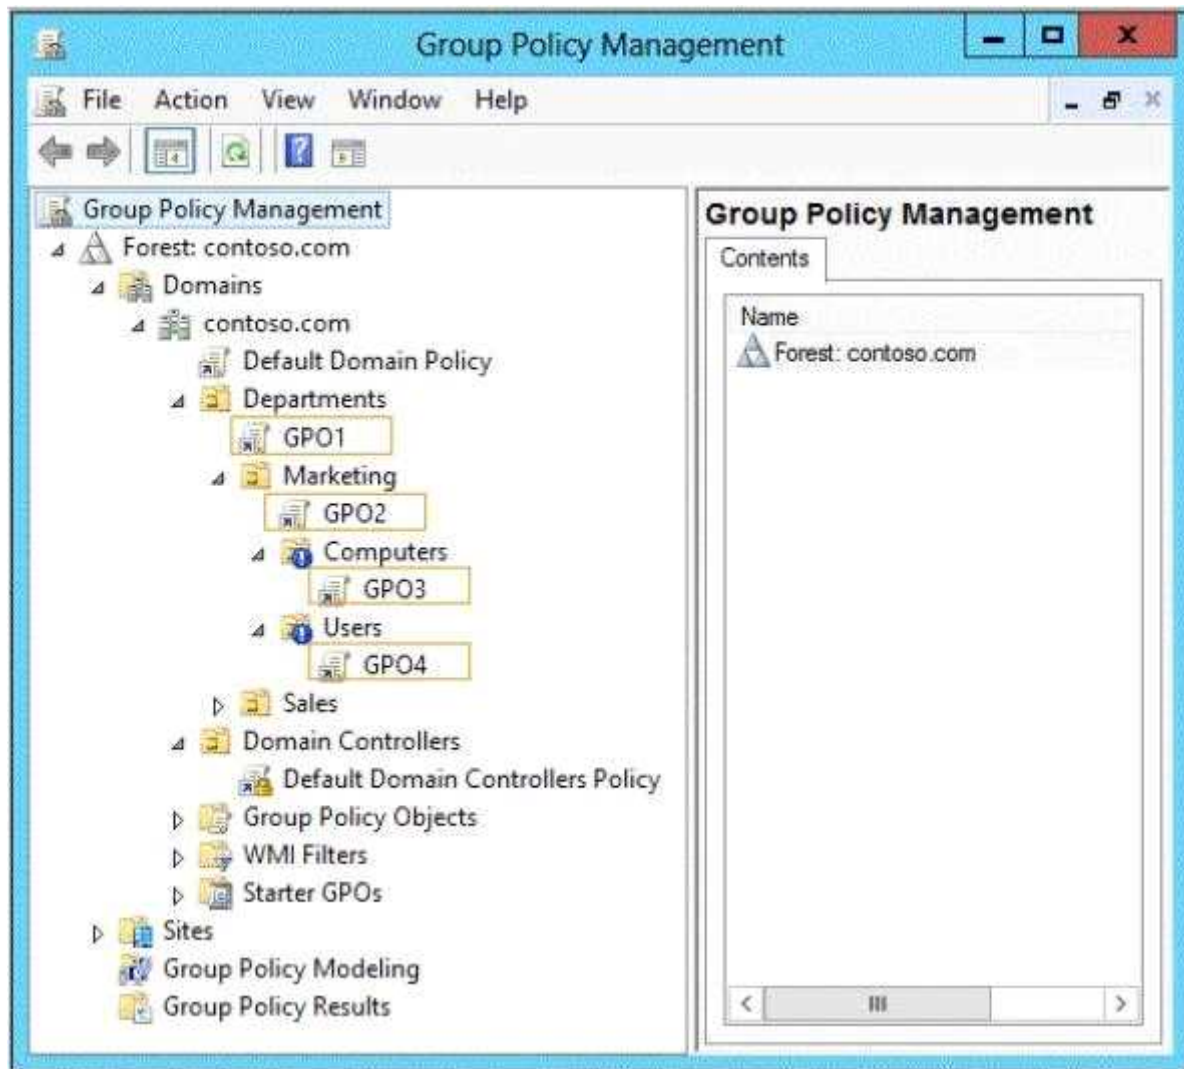 Group Policy Management
File Action View Window Help
Group Policy Management
Forest: contoso.com
Domains
contoso.com
Default Domain Policy
Departments
GPO1
Marketing
GPO2
Computers
GPO3
Users
GPO4
Sales
Domain Controllers
Default Domain Controllers Policy
Group Policy Objects
WMI Filters
Starter GPOs
Sites
Group Policy Modeling
Group Policy Results
Group Policy Management
Contents
Name
Forest: contoso.com